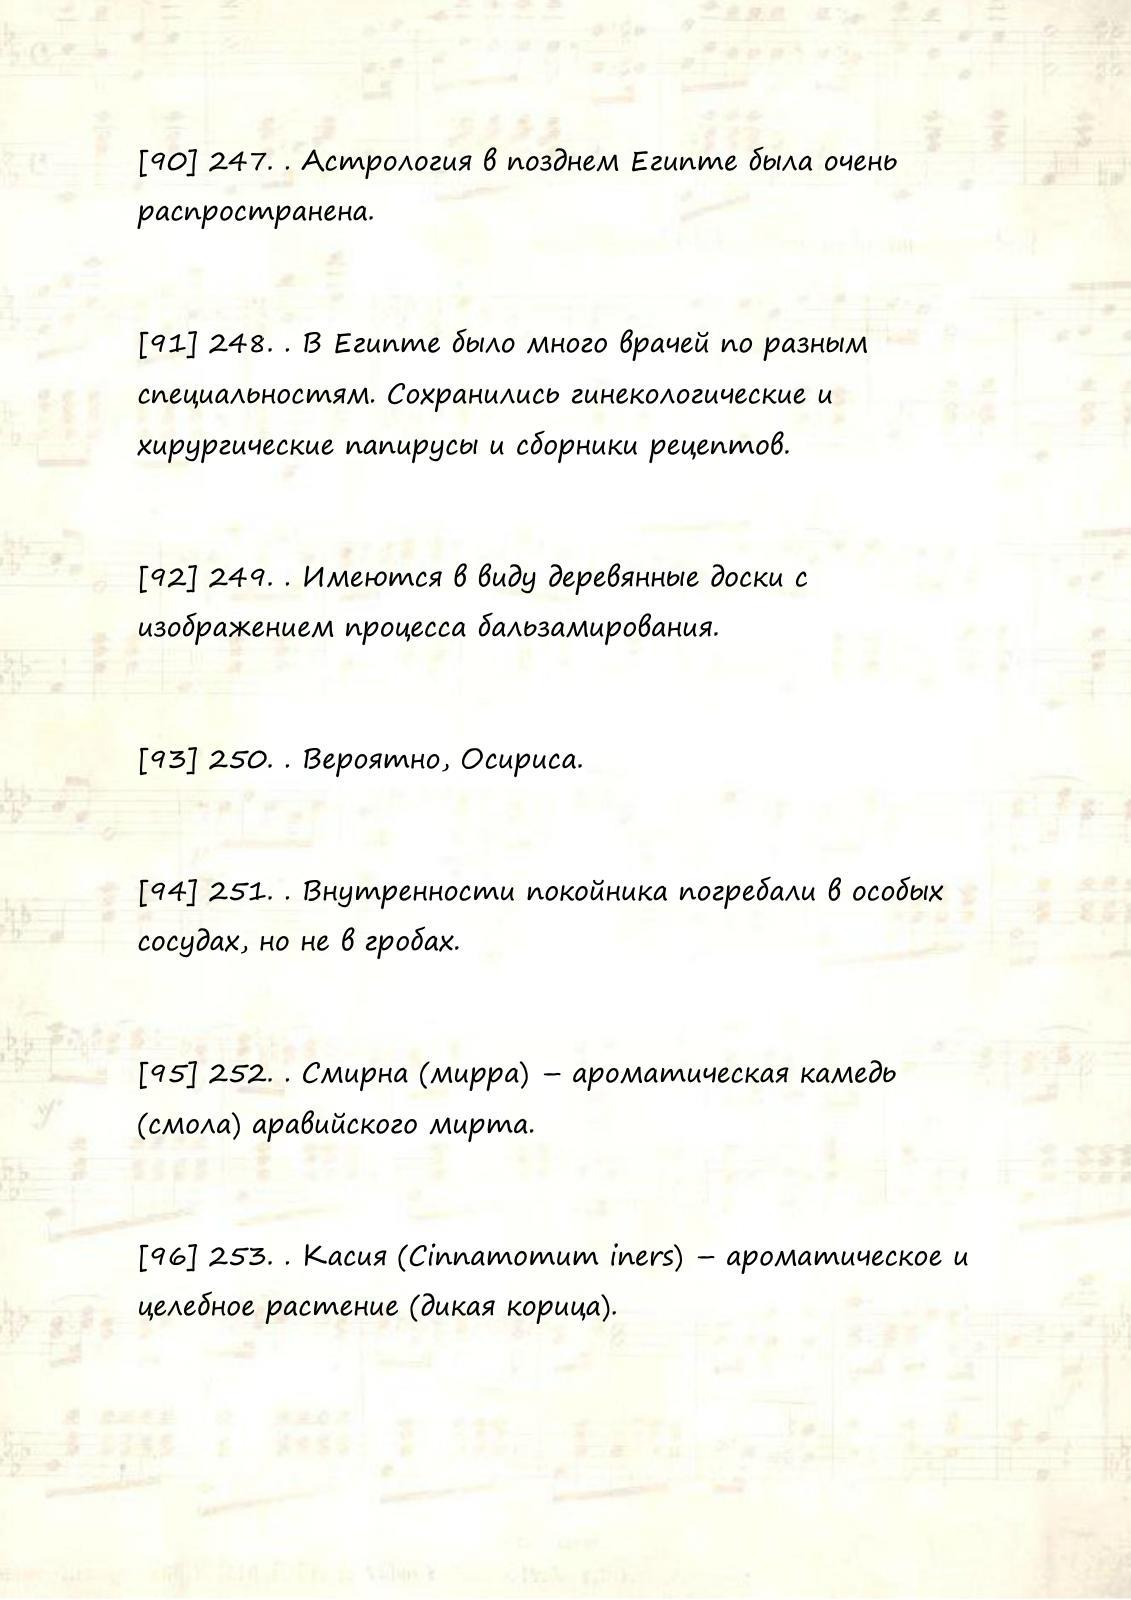 [90] 247. . Астрология в позднем Египте была очень
распространена.
[91] 248. . В Египте было много врачей по разным
специальностям. Сохранились гинекологические и
хирургические папирусы и сборники рецептов.
[92] 249. . Имеются в виду деревянные доски с
изображением процесса бальзамирования.
[93] 250. . Вероятно, Осириса.
[94] 251. . Внутренности покойника погребали в особых
сосудах, но не в гробах.
[95] 252. . Смирна (мирра) – ароматическая камедь
(смола) аравийского мирта.
[96] 253. . Касия (Cinnamomum iners) – ароматическое и
целебное растение (дикая корица).